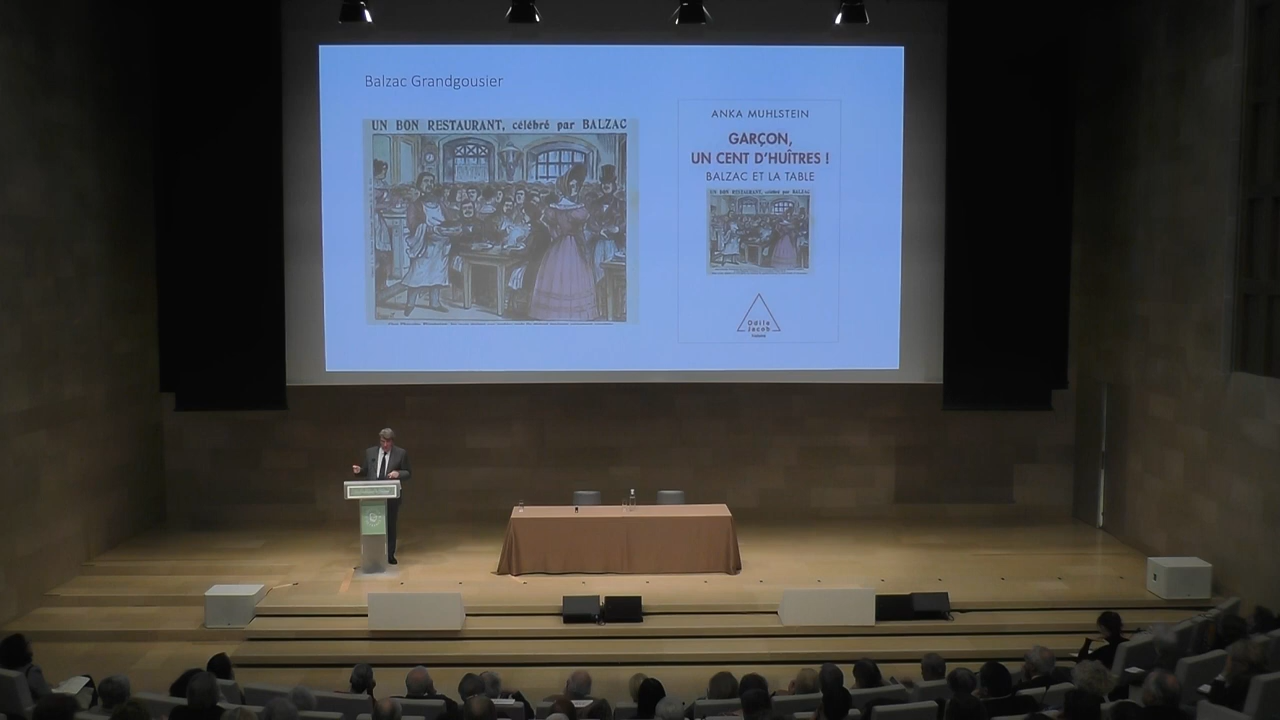 Balzac Grandgousier
UN BON RESTAURANT, célébré par BALZAC
ANKA MUHLSTEIN
GARÇON,
UN CENT D'HUÎTRES !
BALZAC ET LA TABLE
UN BON RESTAURANT, célébré par BALZAC
Odile
Jacob